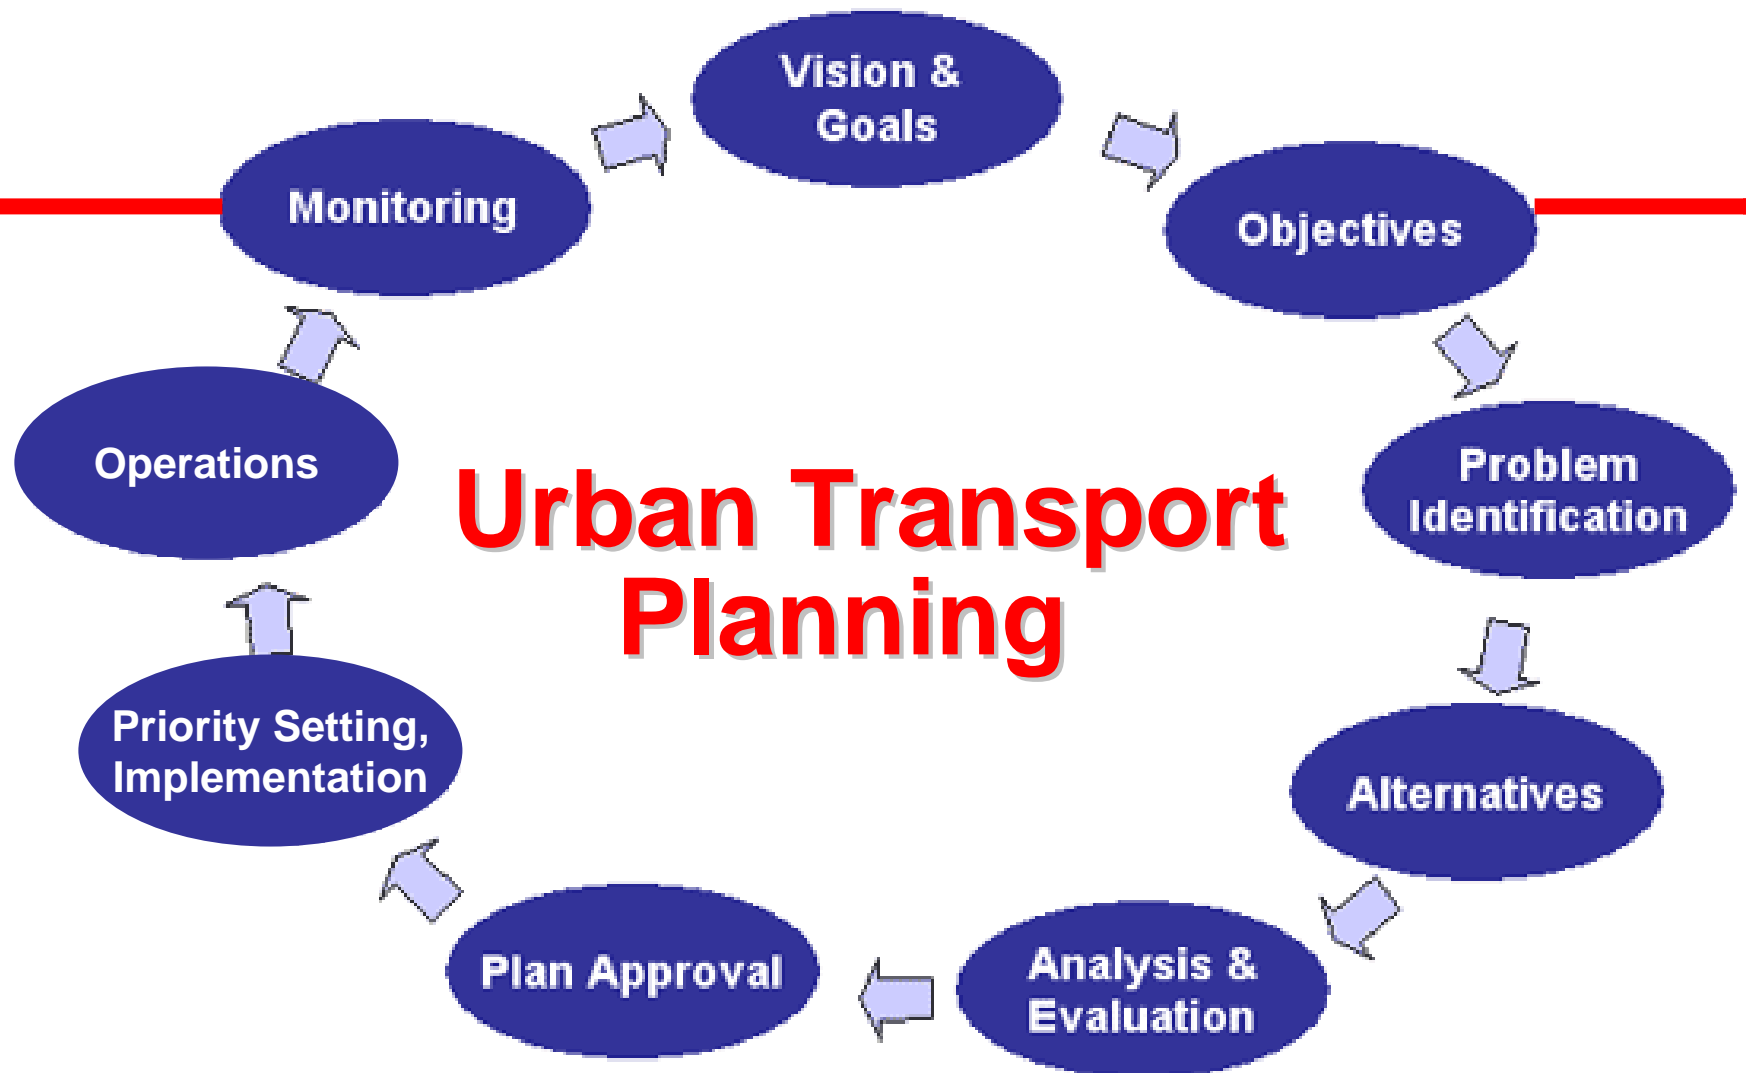 Vision &
Goals
Objectives
Problem
Identification
Alternatives
Analysis &
Evaluation
Plan Approval
Priority Setting,
Implementation
Operations
Monitoring
Urban Transport
Planning